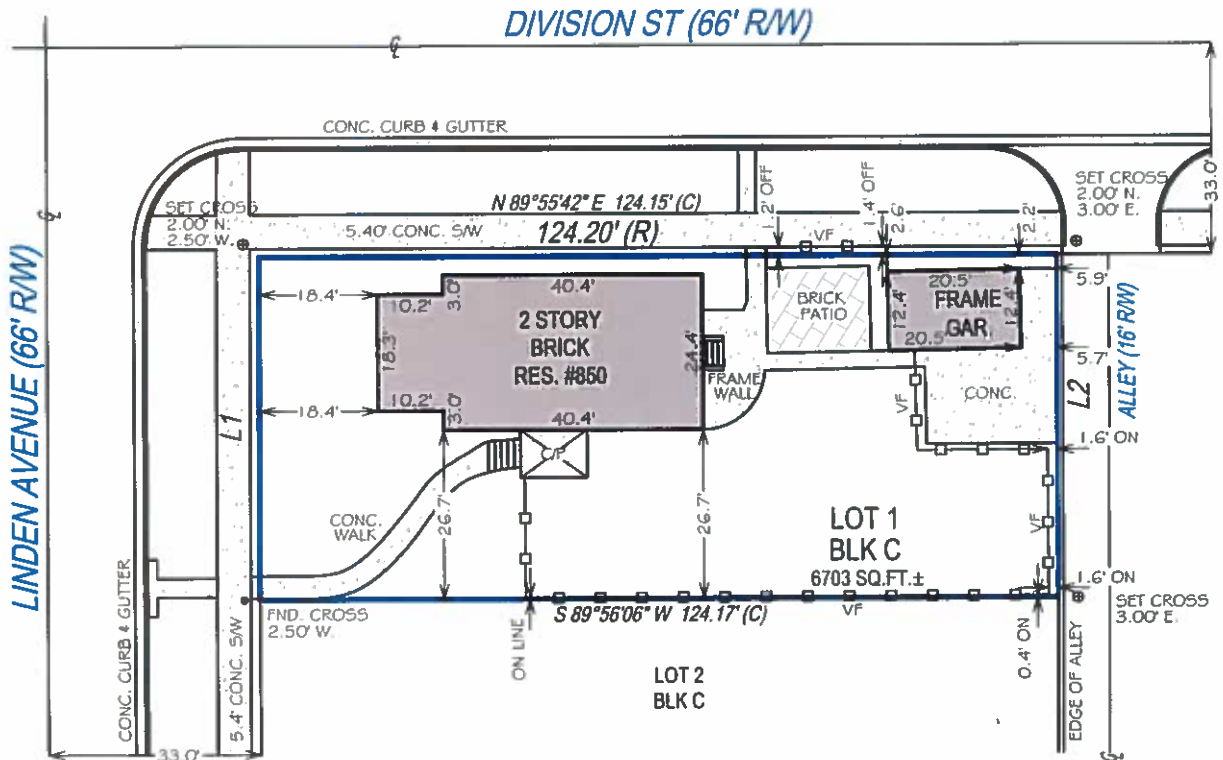 DIVISION ST (66' R/W)
CONC. CURB & GUTTER
33.0'
SET CROSS
2.00' N.
2.50' W.
N 89°55'42" E 124.15' (C)
5.40' CONC. S/W
124.20' (R)
1.2' OFF
VF
1.4' OFF
2.6'
2.2'
SET CROSS
2.00' N.
3.00' E.
LINDEN AVENUE (66' R/W)
L1
18.4'
10.2'
3.0'
40.4'
18.3'
2 STORY
BRICK
RES. #850
24.4'
18.4'
10.2'
3.0'
40.4'
BRICK
PATIO
20.5'
12.4'
FRAME
GAR
12.4'
20.5'
5.9'
5.7'
L2
ALLEY (16' R/W)
FRAME
WALL
VF
CONC.
1.6' ON
C/P
CONC.
WALK
26.7'
26.7'
LOT 1
BLK C
6703 SQ.FT.±
VF
1.6' ON
FND. CROSS
2.50' W.
S 89°56'06" W 124.17' (C)
VF
SET CROSS
3.00' E.
CONC. CURB & GUTTER
5.4' CONC. S/W
ON LINE
0.4' ON
EDGE OF ALLEY
LOT 2
BLK C
33.0'